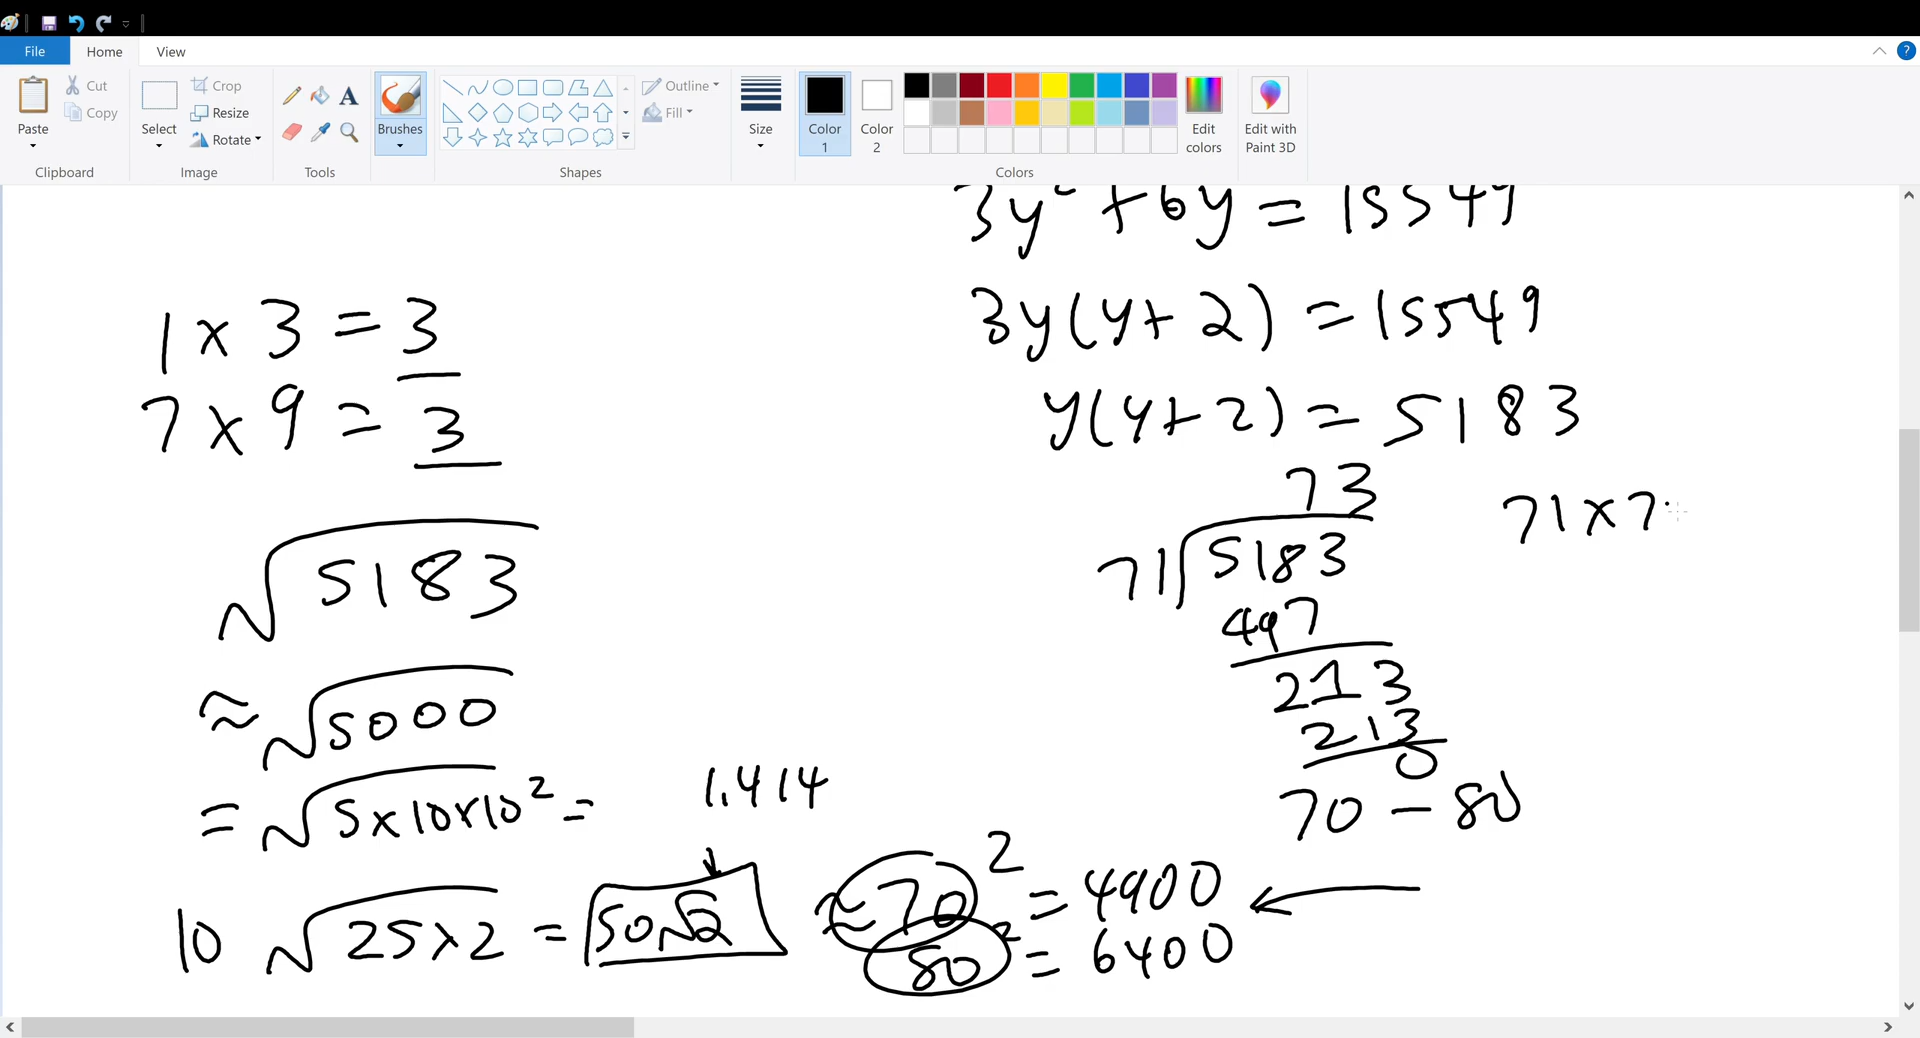 File Home View
Paste
Cut
Copy
Clipboard
Select
Crop
Resize
Rotate
Image
A
Tools
Brushes
Shapes
Outline
Fill
Size
Color 1
Color 2
Edit colors
Edit with Paint 3D
Colors
?
1 x 3 = 3
7 x 9 = 3
√5183
≈ √5000
= √5x10x10² =
10 √25x2 = 50√2
1.414
≈70² = 4900
80² = 6400
3y² + 6y = 15549
3y(y+2) = 15549
y(y+2) = 5183
73
71√5183
497
213
213
0
70 - 80
71x7